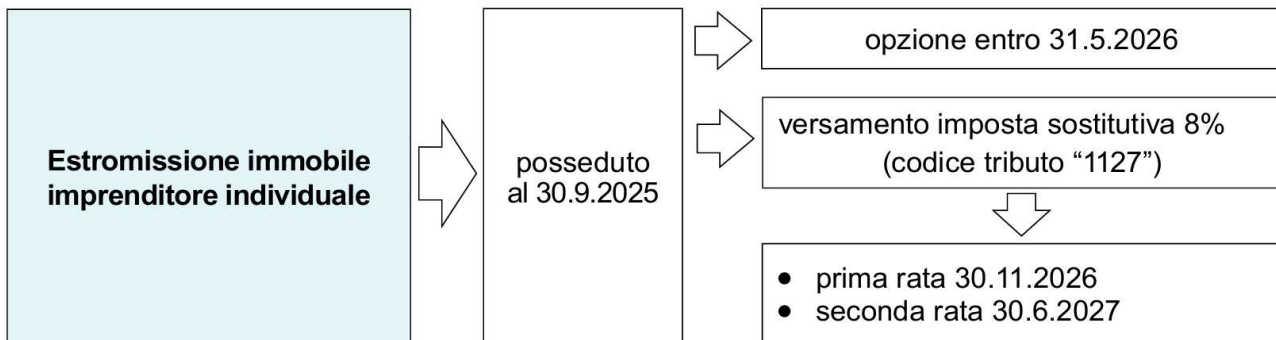 Estromissione immobile
imprenditore individuale
posseduto
al 30.9.2025
opzione entro 31.5.2026
versamento imposta sostitutiva 8%
(codice tributo “1127”)
● prima rata 30.11.2026
● seconda rata 30.6.2027